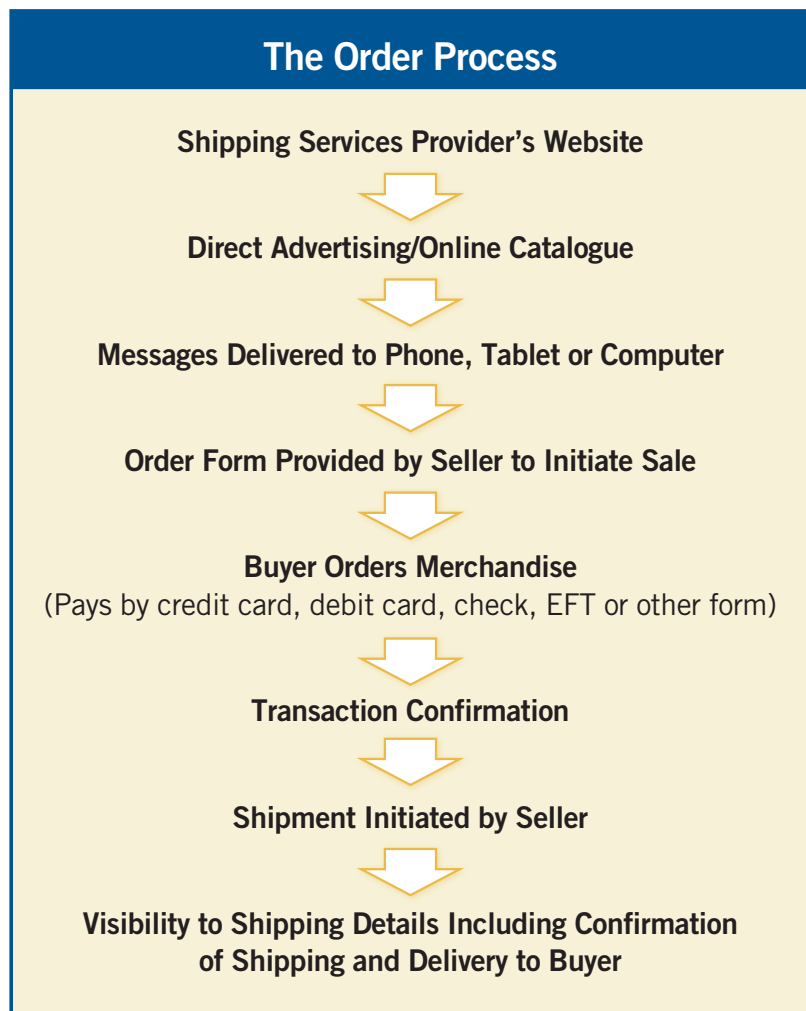 The Order Process
Shipping Services Provider’s Website
Direct Advertising/Online Catalogue
Messages Delivered to Phone, Tablet or Computer
Order Form Provided by Seller to Initiate Sale
Buyer Orders Merchandise
(Pays by credit card, debit card, check, EFT or other form)
Transaction Confirmation
Shipment Initiated by Seller
Visibility to Shipping Details Including Confirmation
of Shipping and Delivery to Buyer